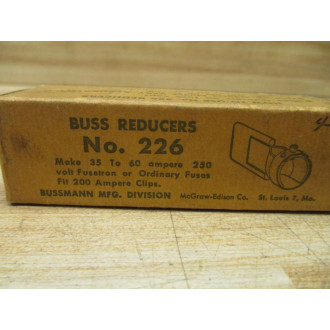 BUSS REDUCERS
No. 226
Make 35 To 60 ampere 250
volt Fusetron or Ordinary Fuses
Fit 200 Ampere Clips.
BUSSMANN MFG. DIVISION McGraw-Edison Co. St. Louis 7, Mo.